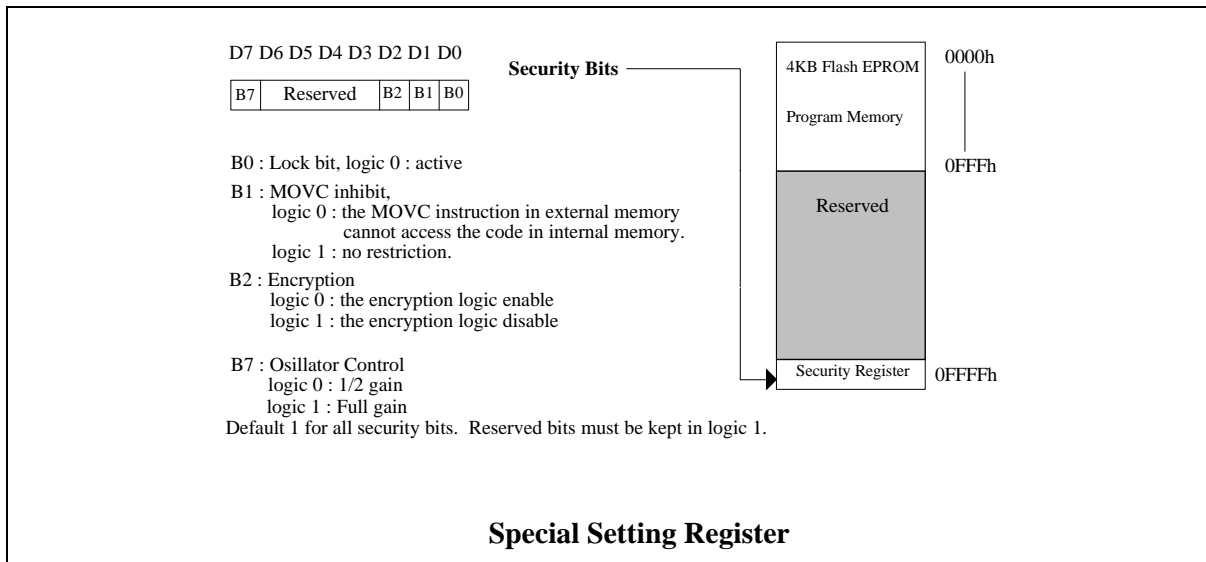 D7 D6 D5 D4 D3 D2 D1 D0
B7 Reserved B2 B1 B0
Security Bits
4KB Flash EPROM
Program Memory
0000h
0FFFh
Reserved
Security Register
0FFFFh
B0 : Lock bit, logic 0 : active
B1 : MOVC inhibit,
logic 0 : the MOVC instruction in external memory
cannot access the code in internal memory.
logic 1 : no restriction.
B2 : Encryption
logic 0 : the encryption logic enable
logic 1 : the encryption logic disable
B7 : Osillator Control
logic 0 : 1/2 gain
logic 1 : Full gain
Default 1 for all security bits. Reserved bits must be kept in logic 1.
Special Setting Register